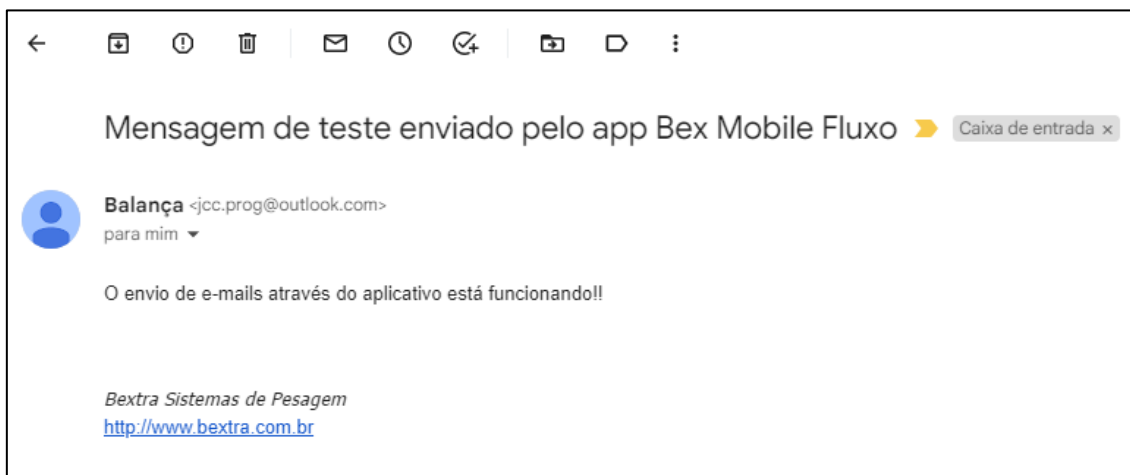 Mensagem de teste enviado pelo app Bex Mobile Fluxo Caixa de entrada ×
Balança <jcc.prog@outlook.com>
para mim
O envio de e-mails através do aplicativo está funcionando!!
Bextra Sistemas de Pesagem
http://www.bextra.com.br